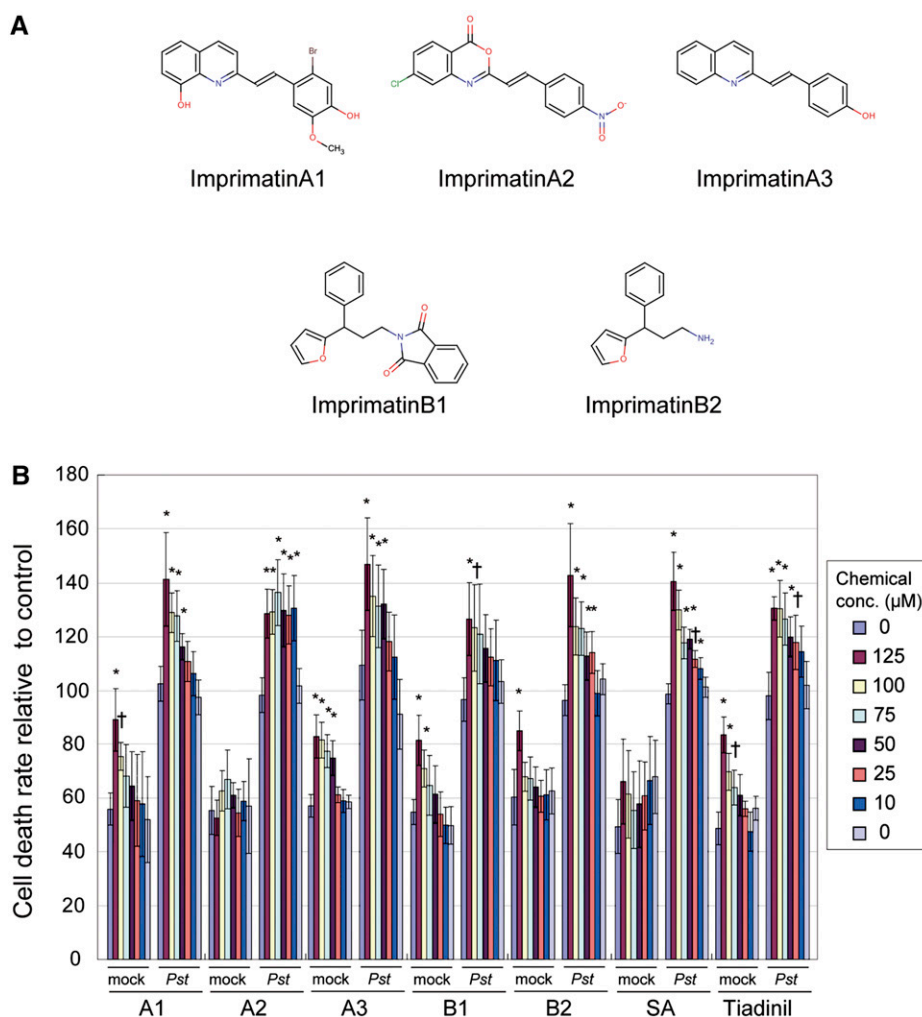 A
Br
N
OH
OH
O
CH3
O
O
Cl
N
N+
O-
O
N
OH
ImprimatinA1 ImprimatinA2 ImprimatinA3
O
N
O
O
NH2
O
ImprimatinB1 ImprimatinB2
B
Cell death rate relative to control
180
160
140
120
100
80
60
40
20
0
* † * ** * ** * * ** * * * * * * * * * * * * † * * * * ** * * ** † * * * † * * * * †
Chemical
conc. (µM)
0
125
100
75
50
25
10
0
mock Pst mock Pst mock Pst mock Pst mock Pst mock Pst mock Pst
A1 A2 A3 B1 B2 SA Tiadinil